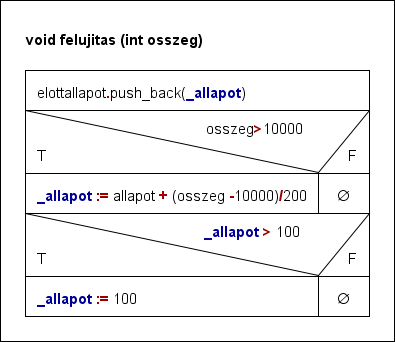 void felujitas (int osszeg)
elottallapot.push_back(_allapot)
osszeg> 10000
T F
_allapot := allapot + (osszeg -10000)/200 ∅
_allapot > 100
T F
_allapot := 100 ∅